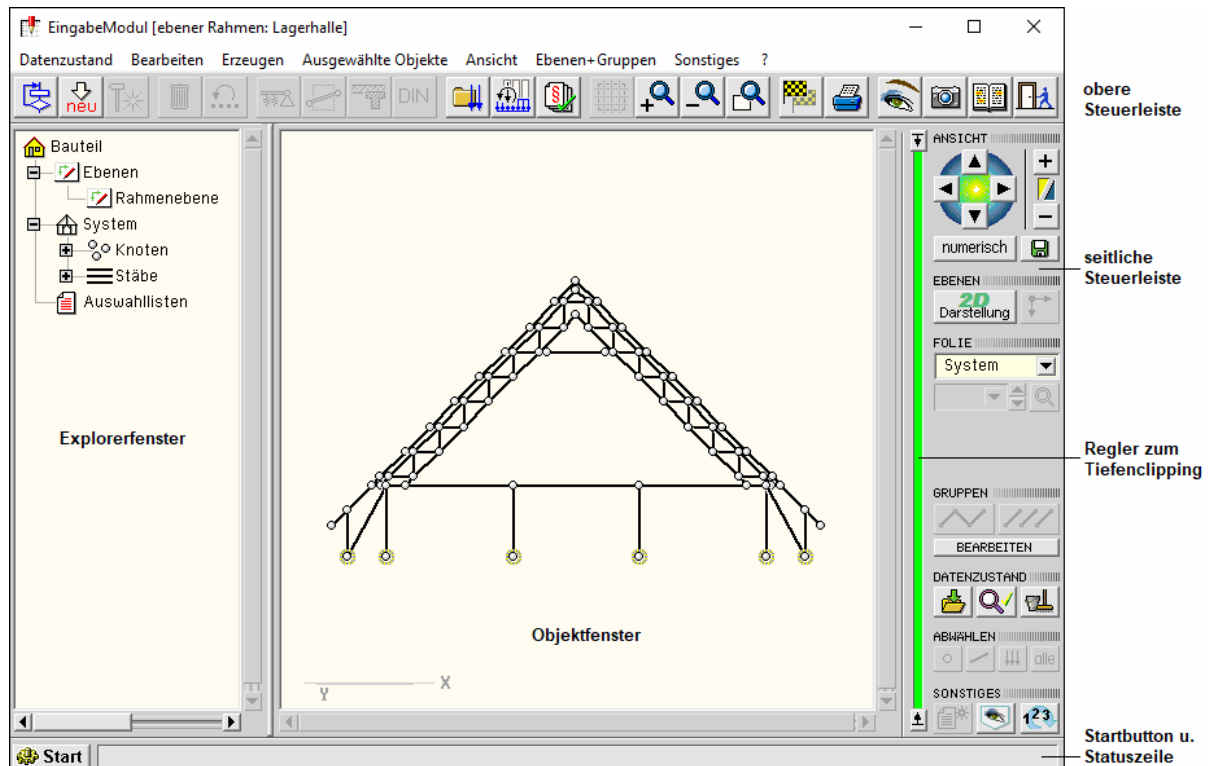 EingabeModul [ebener Rahmen: Lagerhalle]
Datenzustand Bearbeiten Erzeugen Ausgewählte Objekte Ansicht Ebenen+Gruppen Sonstiges ?
neu
DIN
§
+
-
obere
Steuerleiste
Bauteil
Ebenen
Rahmenebene
System
Knoten
Stäbe
Auswahllisten
Explorerfenster
Objektfenster
Y
X
ANSICHT
+
-
numerisch
seitliche
Steuerleiste
EBENEN
2D
Darstellung
FOLIE
System
Regler zum
Tiefenclipping
GRUPPEN
BEARBEITEN
DATENZUSTAND
ABWÄHLEN
alle
SONSTIGES
123
Start
Startbutton u.
Statuszeile